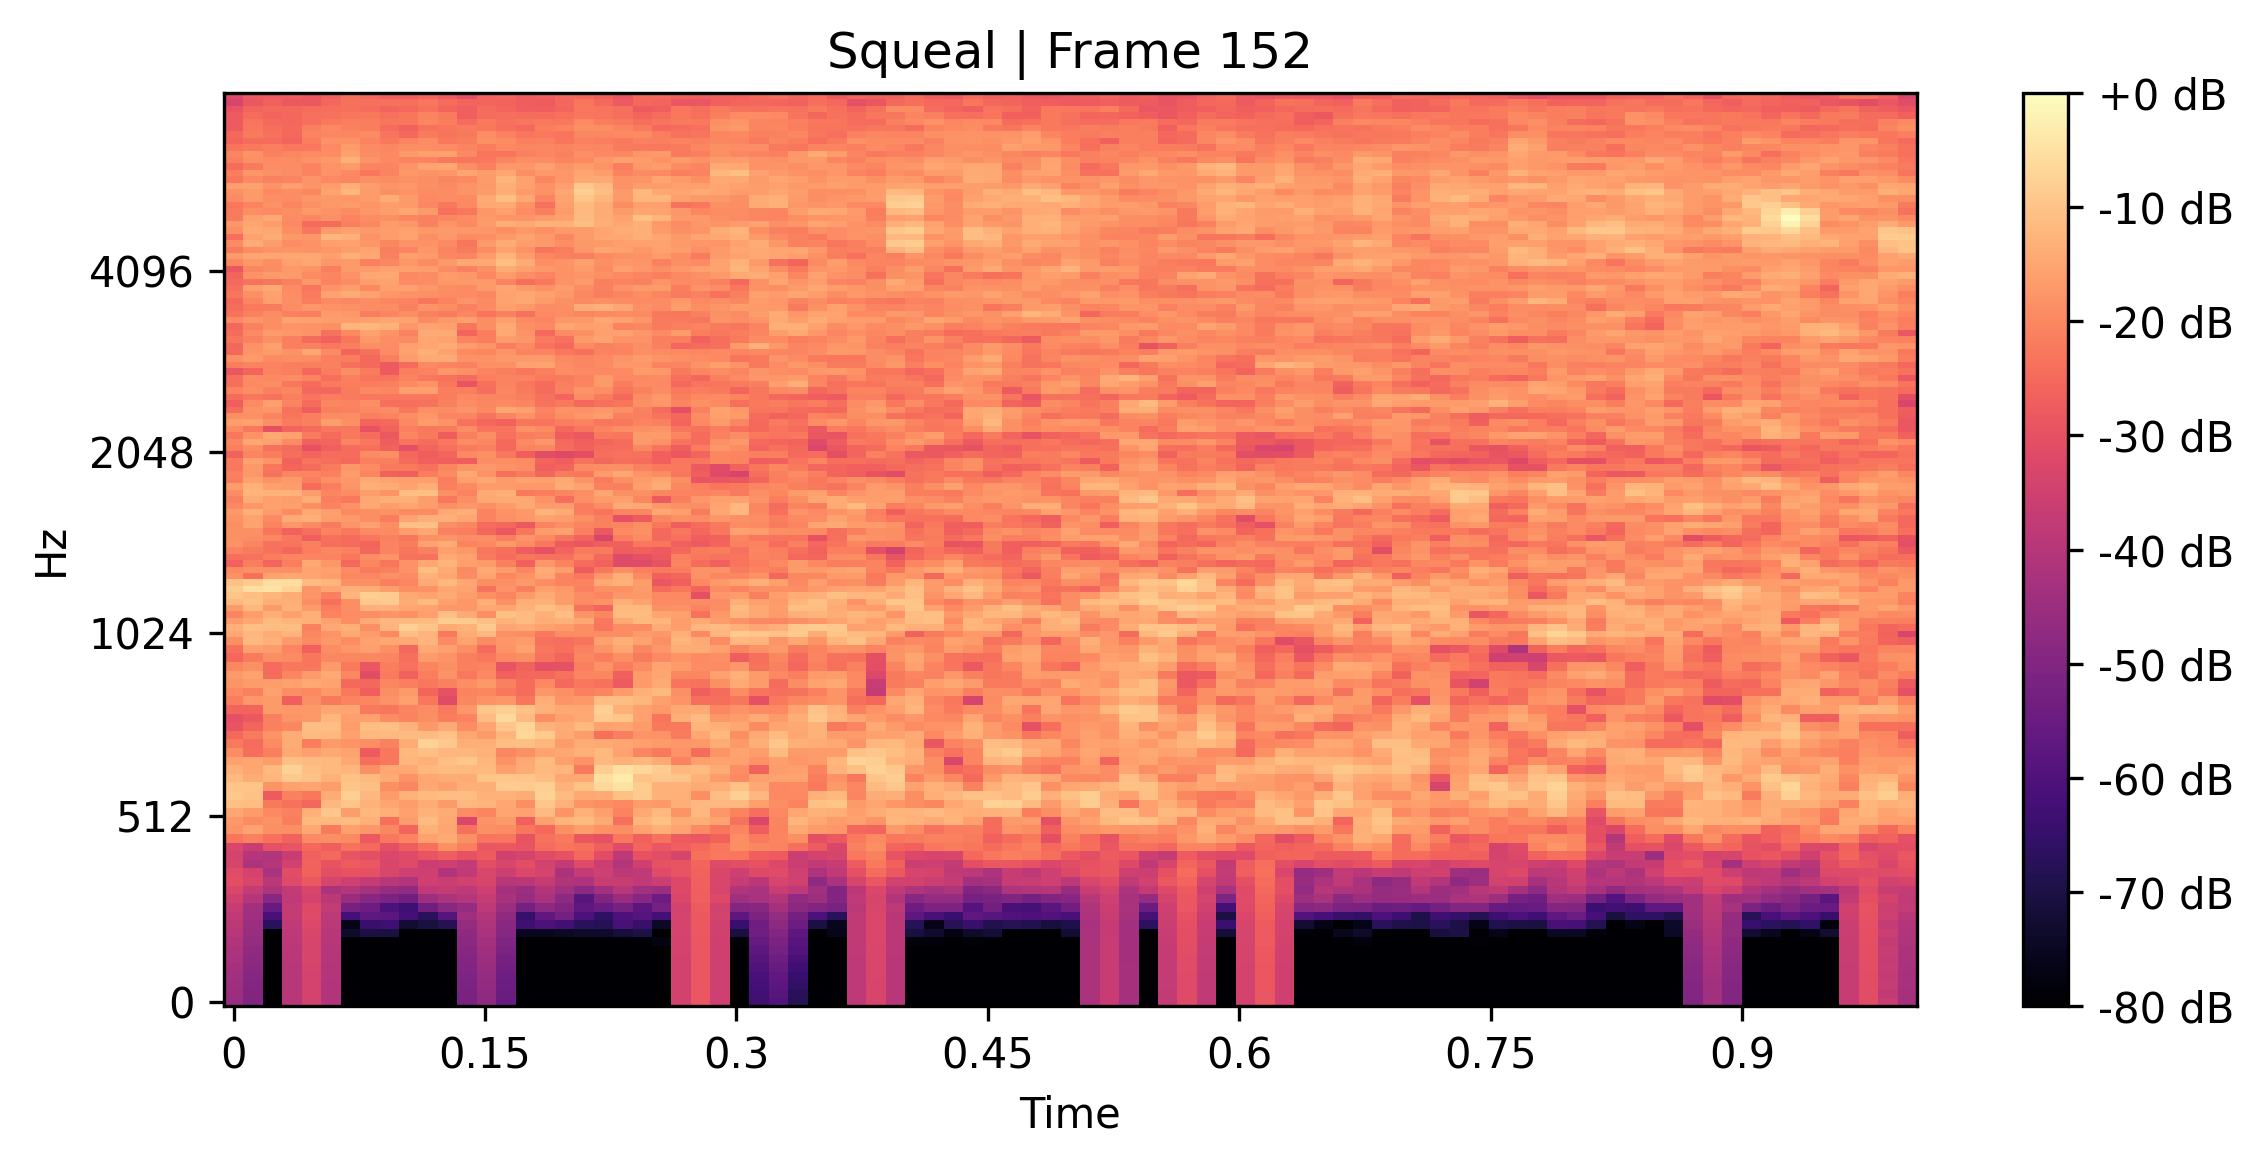 Squeal | Frame 152
Hz
4096
2048
1024
512
0
0 0.15 0.3 0.45 0.6 0.75 0.9
Time
+0 dB
-10 dB
-20 dB
-30 dB
-40 dB
-50 dB
-60 dB
-70 dB
-80 dB